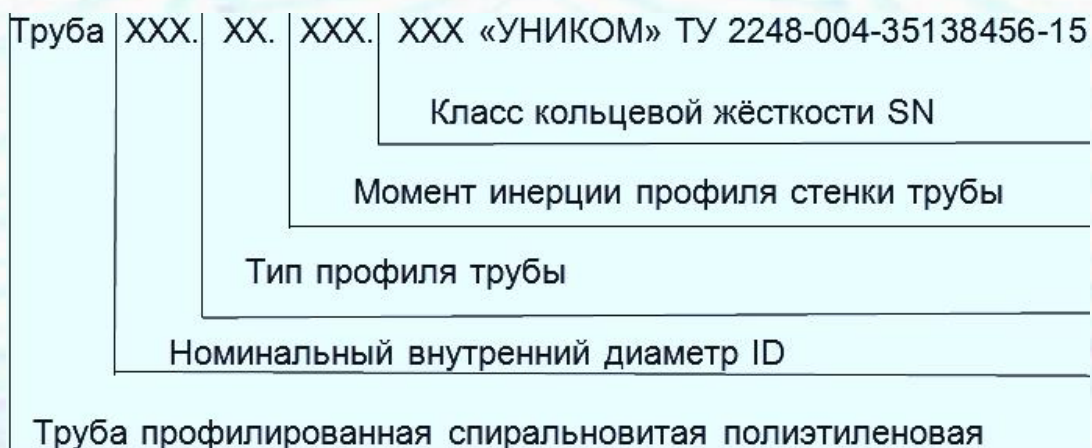 Труба XXX. XX. XXX. XXX «УНИКОМ» ТУ 2248-004-35138456-15
Класс кольцевой жёсткости SN
Момент инерции профиля стенки трубы
Тип профиля трубы
Номинальный внутренний диаметр ID
Труба профилированная спиральновитая полиэтиленовая